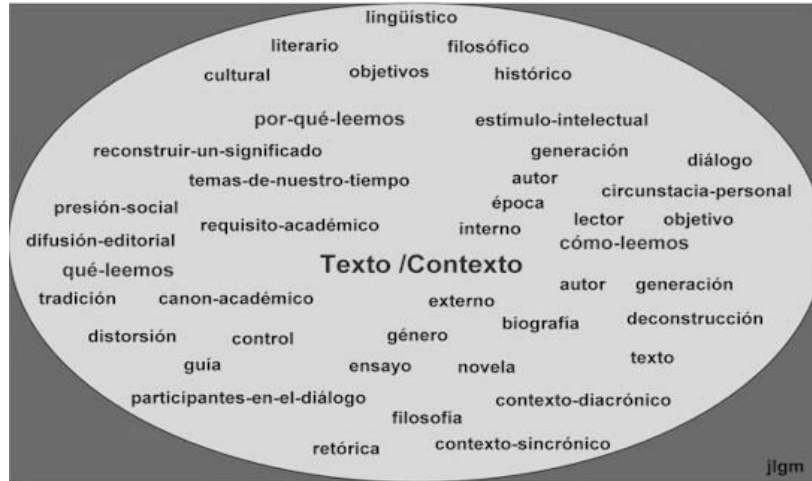 lingüístico
literario filosófico
cultural objetivos histórico
por-qué-leemos estímulo-intelectual
reconstruir-un-significado generación diálogo
temas-de-nuestro-tiempo autor circunstacia-personal
presión-social época
requisito-académico interno lector objetivo
difusión-editorial cómo-leemos
qué-leemos Texto /Contexto
autor generación
tradición canon-académico externo
biografía deconstrucción
distorsión control género
guía ensayo novela texto
participantes-en-el-diálogo contexto-diacrónico
filosofía
retórica contexto-sincrónico
jlgm